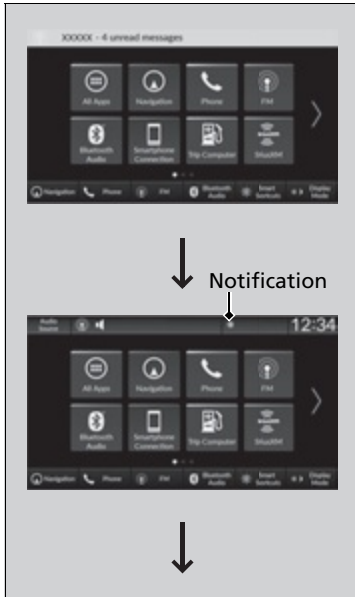 XXXXX - 4 unread messages
All Apps Navigation Phone FM
Bluetooth Audio Smartphone Connection Trip Computer SiriusXM
Navigation Phone FM Bluetooth Audio Smart Shortcuts Display Mode
Notification
Audio Source 12:34
All Apps Navigation Phone FM
Bluetooth Audio Smartphone Connection Trip Computer SiriusXM
Navigation Phone FM Bluetooth Audio Smart Shortcuts Display Mode